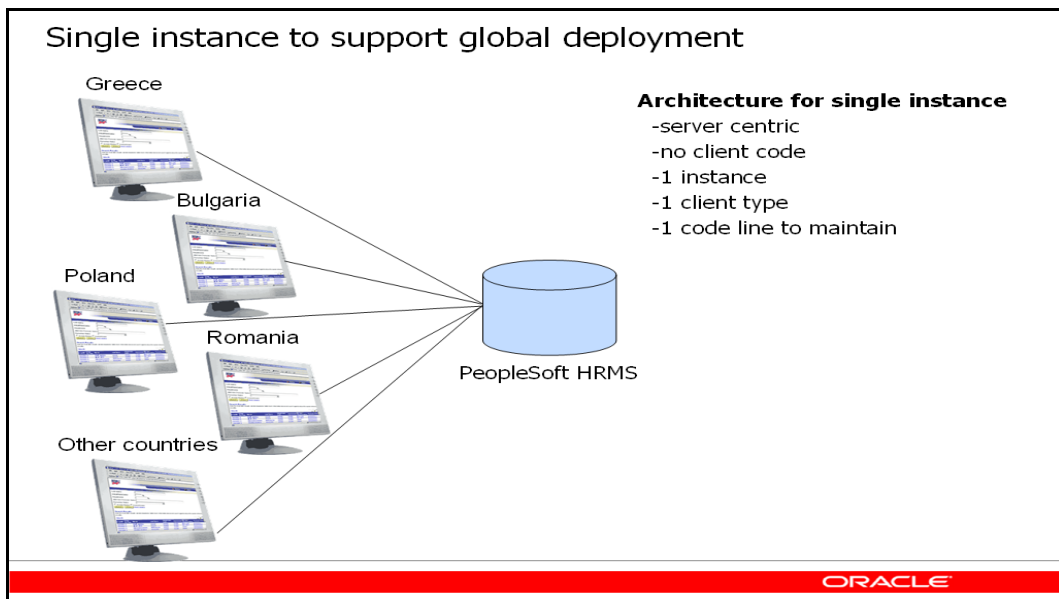 Single instance to support global deployment
Greece
Bulgaria
Poland
Romania
Other countries
PeopleSoft HRMS
Architecture for single instance
-server centric
-no client code
-1 instance
-1 client type
-1 code line to maintain
ORACLE